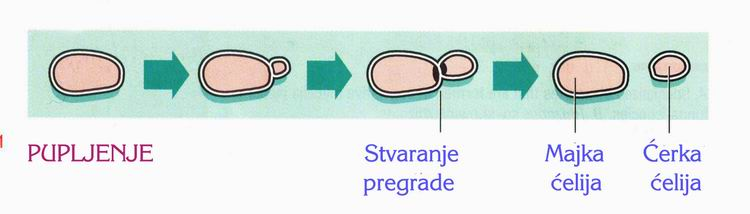 PUPLJENJE
Stvaranje
pregrade
Majka
ćelija
Ćerka
ćelija